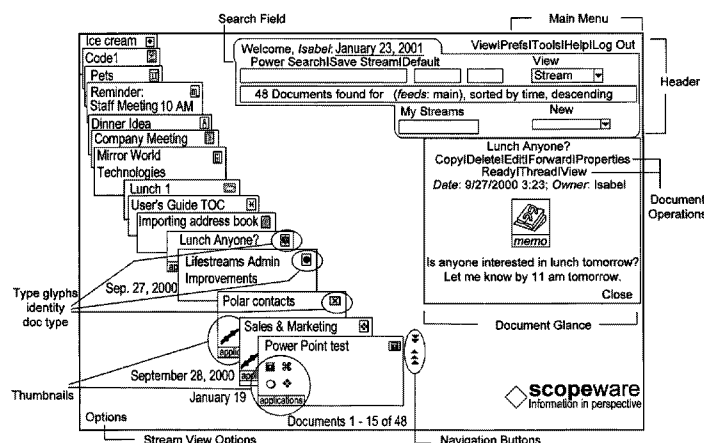 Search Field
Main Menu
Ice cream
Code1
Pets
Reminder:
Staff Meeting 10 AM
Dinner Idea
Company Meeting
Mirror World
Technologies
Lunch 1
User's Guide TOC
Importing address book
Lunch Anyone?
Lifestreams Admin
Improvements
Sep. 27, 2000
Polar contacts
Sales & Marketing
Power Point test
applications
September 28, 2000
January 19
Documents 1 - 15 of 48
Options
Welcome, Isabel: January 23, 2001
View|Prefs|Tools|Help|Log Out
Power Search|Save Stream|Default
View
Stream
48 Documents found for (feeds: main), sorted by time, descending
My Streams
New
Header
Lunch Anyone?
Copy|Delete|Edit|Forward|Properties
Ready|Thread|View
Date: 9/27/2000 3:23; Owner: Isabel
memo
Is anyone interested in lunch tomorrow?
Let me know by 11 am tomorrow.
Close
Document
Operations
Document Glance
Type glyphs
identity
doc type
Thumbnails
scopeware
Information in perspective
Stream View Options
Navigation Buttons